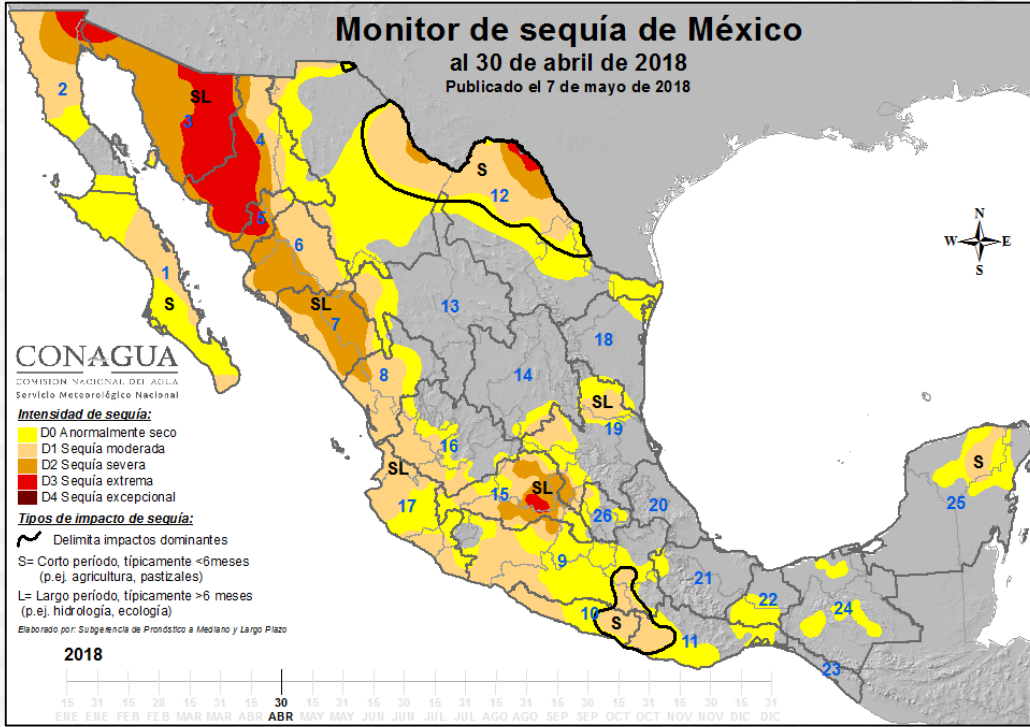 Monitor de sequía de México
al 30 de abril de 2018
Publicado el 7 de mayo de 2018
2
SL
3
4
S
12
5
6
1
S
SL
7
13
18
8
14
SL
19
16
SL
15
SL
17
26
20
S
25
9
10
S
11
21
22
24
23
N
W E
S
CONAGUA
COMISIÓN NACIONAL DEL AGUA
Servicio Meteorológico Nacional
Intensidad de sequía:
D0 Anormalmente seco
D1 Sequía moderada
D2 Sequía severa
D3 Sequía extrema
D4 Sequía excepcional
Tipos de impacto de sequía:
Delimita impactos dominantes
S= Corto período, típicamente <6meses
(p.ej. agricultura, pastizales)
L= Largo período, típicamente >6 meses
(p.ej. hidrología, ecología)
Elaborado por: Subgerencia de Pronóstico a Mediano y Largo Plazo
2018
15 31 15 28 15 31 15 30 15 31 15 30 15 31 15 31 15 30 15 31 15 30 15 31
ENE ENE FEB FEB MAR MAR ABR ABR MAY MAY JUN JUN JUL JUL AGO AGO SEP SEP OCT OCT NOV NOV DIC DIC